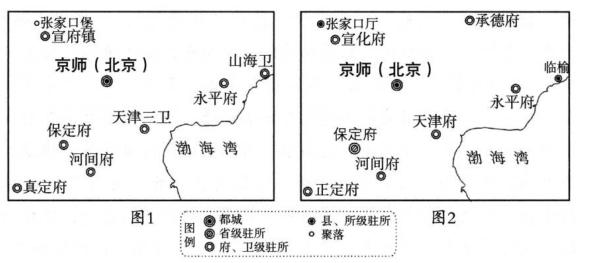 张家口堡
宣府镇
京师（北京）
山海卫
永平府
天津三卫
保定府
河间府
渤海湾
真定府
图1
张家口厅
承德府
宣化府
京师（北京）
临榆
永平府
天津府
保定府
河间府
渤海湾
正定府
图2
图例
都城
县、所级驻所
省级驻所
聚落
府、卫级驻所